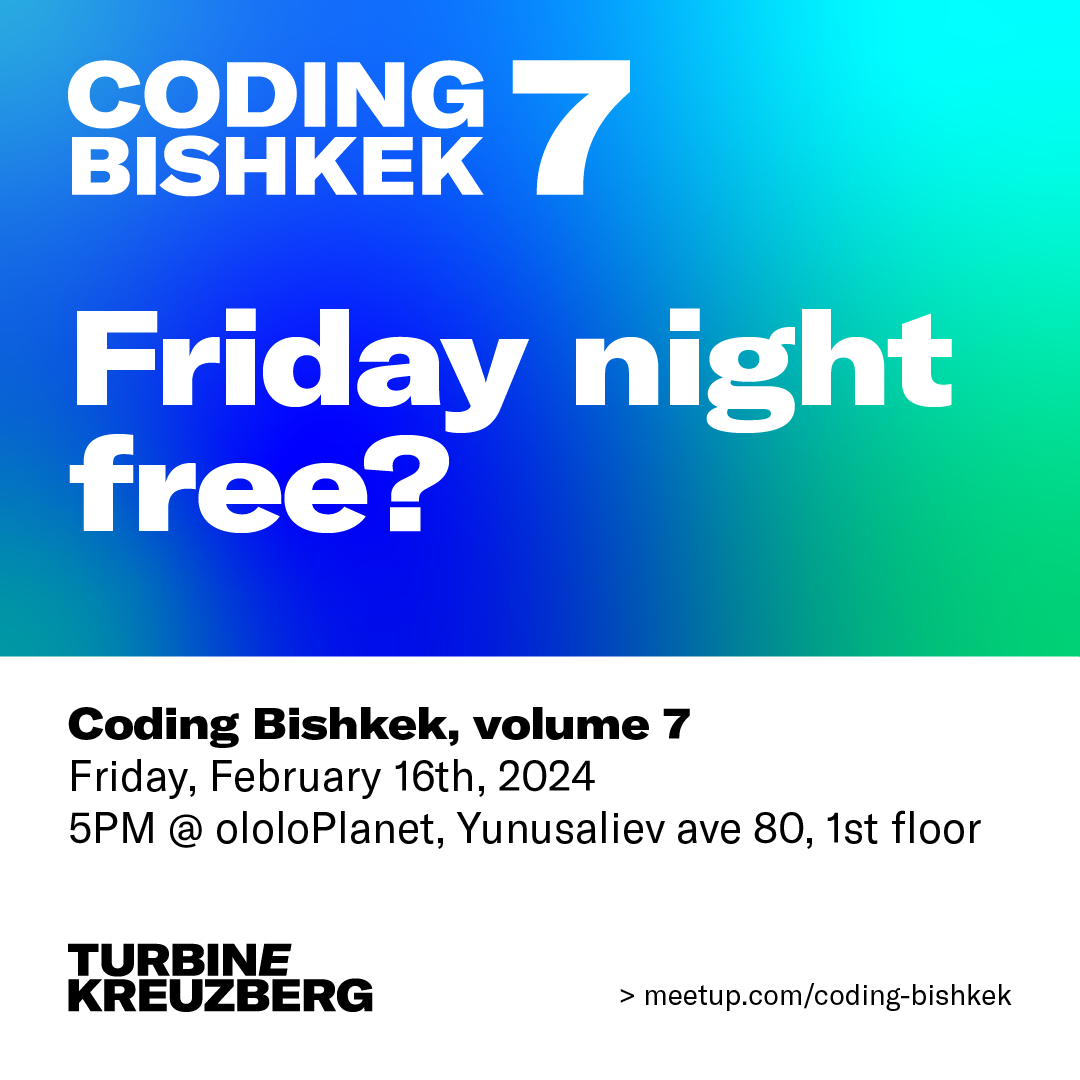 CODING 7
BISHKEK
Friday night
free?
Coding Bishkek, volume 7
Friday, February 16th, 2024
5PM @ ololoPlanet, Yunusaliev ave 80, 1st floor
TURBINE
KREUZBERG
> meetup.com/coding-bishkek